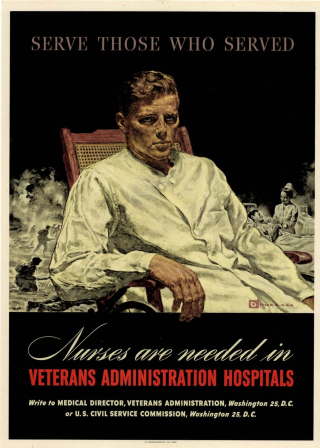 SERVE THOSE WHO SERVED
Nurses are needed in
VETERANS ADMINISTRATION HOSPITALS
Write to MEDICAL DIRECTOR, VETERANS ADMINISTRATION, Washington 25, D.C.
or U.S. CIVIL SERVICE COMMISSION, Washington 25, D.C.